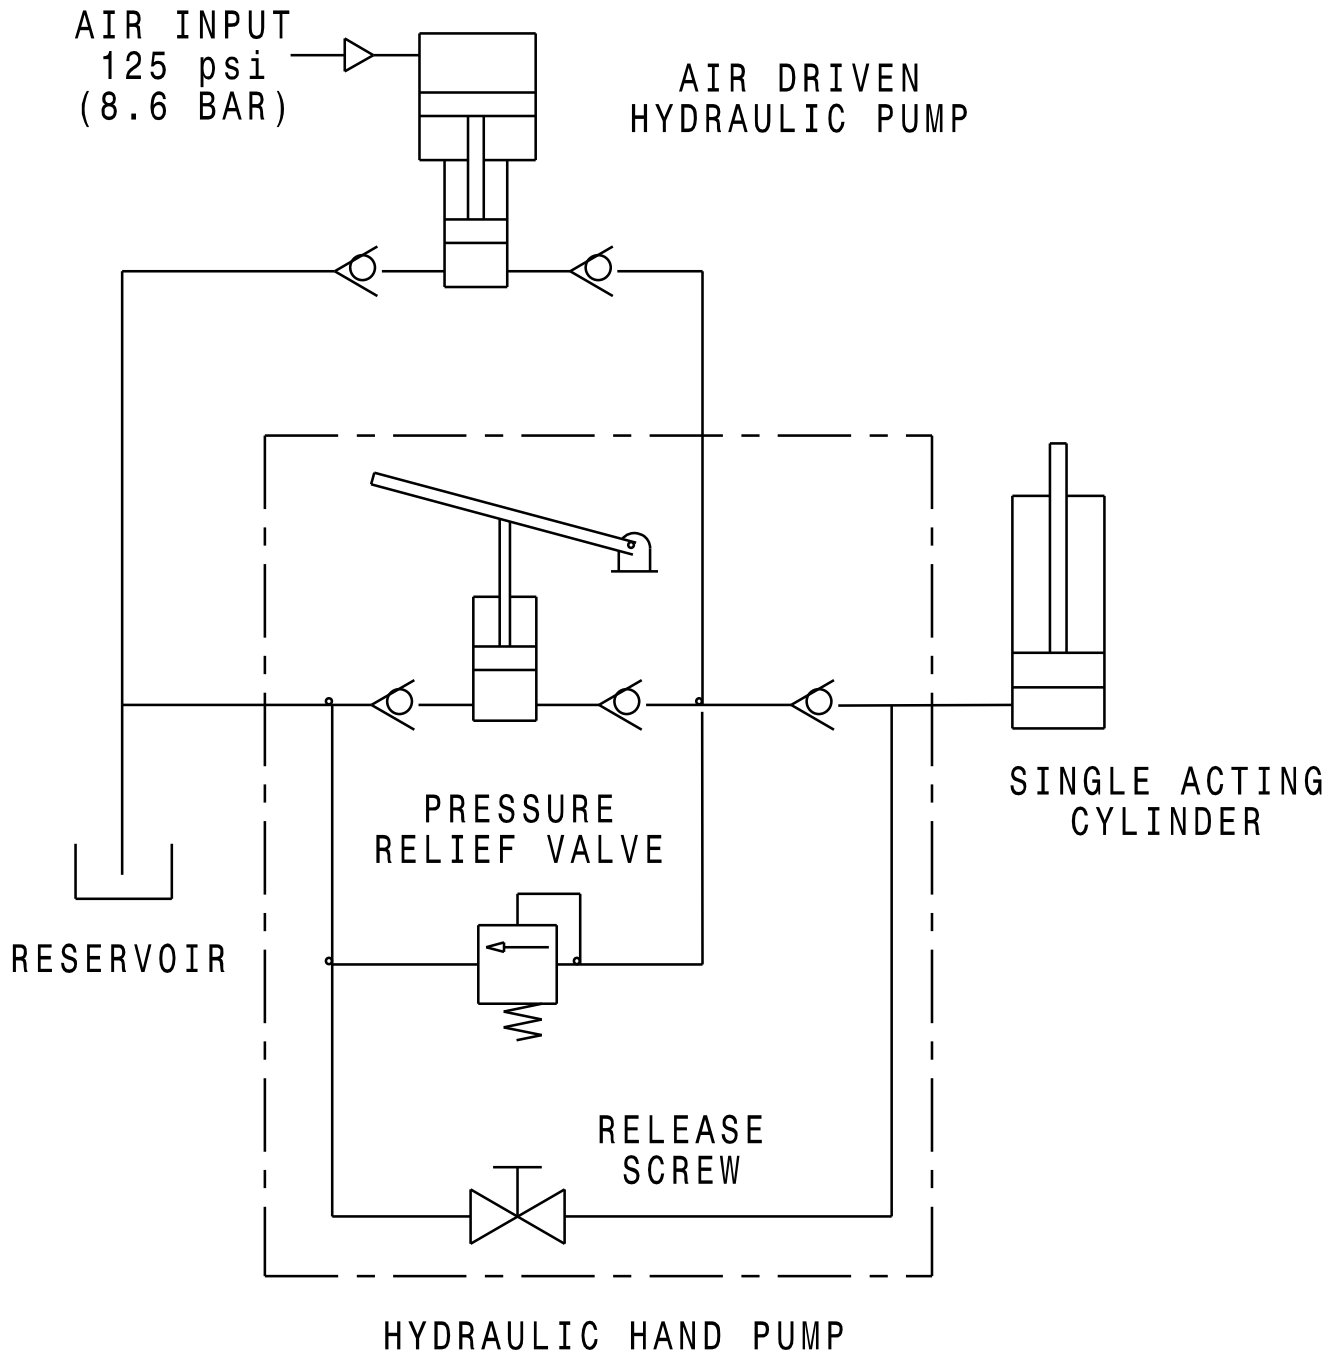 AIR INPUT
125 psi
(8.6 BAR)
AIR DRIVEN
HYDRAULIC PUMP
SINGLE ACTING
CYLINDER
PRESSURE
RELIEF VALVE
RESERVOIR
RELEASE
SCREW
HYDRAULIC HAND PUMP